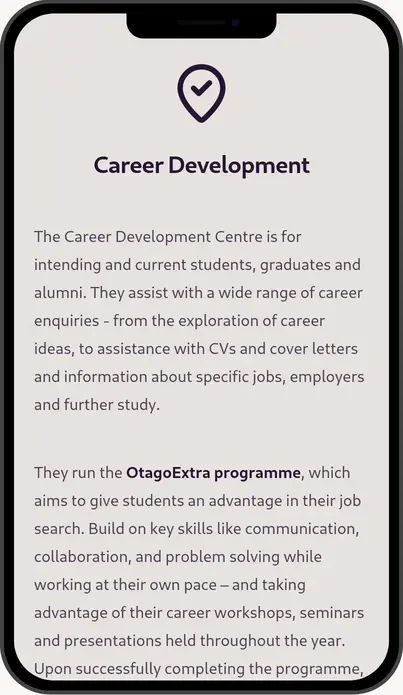 Career Development
The Career Development Centre is for
intending and current students, graduates and
alumni. They assist with a wide range of career
enquiries - from the exploration of career
ideas, to assistance with CVs and cover letters
and information about specific jobs, employers
and further study.
They run the OtagoExtra programme, which
aims to give students an advantage in their job
search. Build on key skills like communication,
collaboration, and problem solving while
working at their own pace – and taking
advantage of their career workshops, seminars
and presentations held throughout the year.
Upon successfully completing the programme,